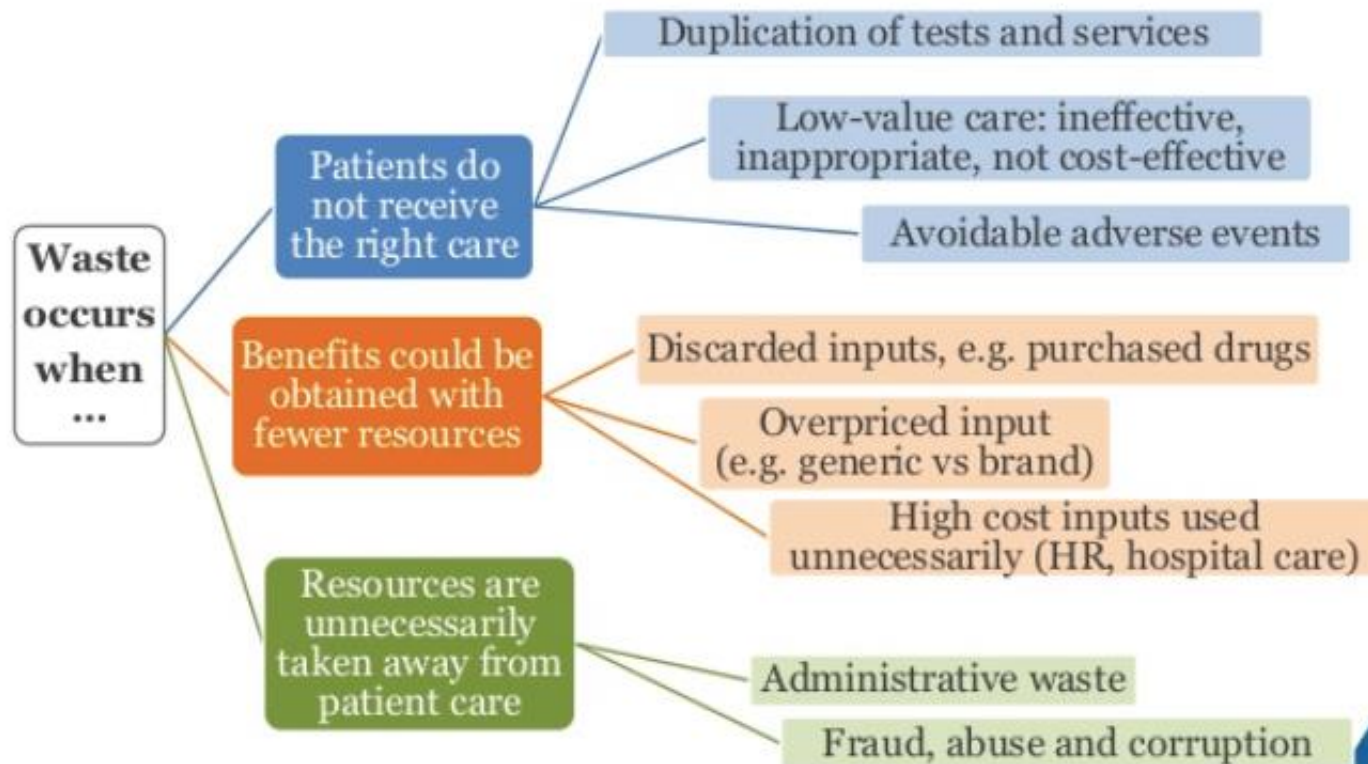 Waste
occurs
when
...
Patients do
not receive
the right care
Duplication of tests and services
Low-value care: ineffective,
inappropriate, not cost-effective
Avoidable adverse events
Benefits could be
obtained with
fewer resources
Discarded inputs, e.g. purchased drugs
Overpriced input
(e.g. generic vs brand)
High cost inputs used
unnecessarily (HR, hospital care)
Resources are
unnecessarily
taken away from
patient care
Administrative waste
Fraud, abuse and corruption